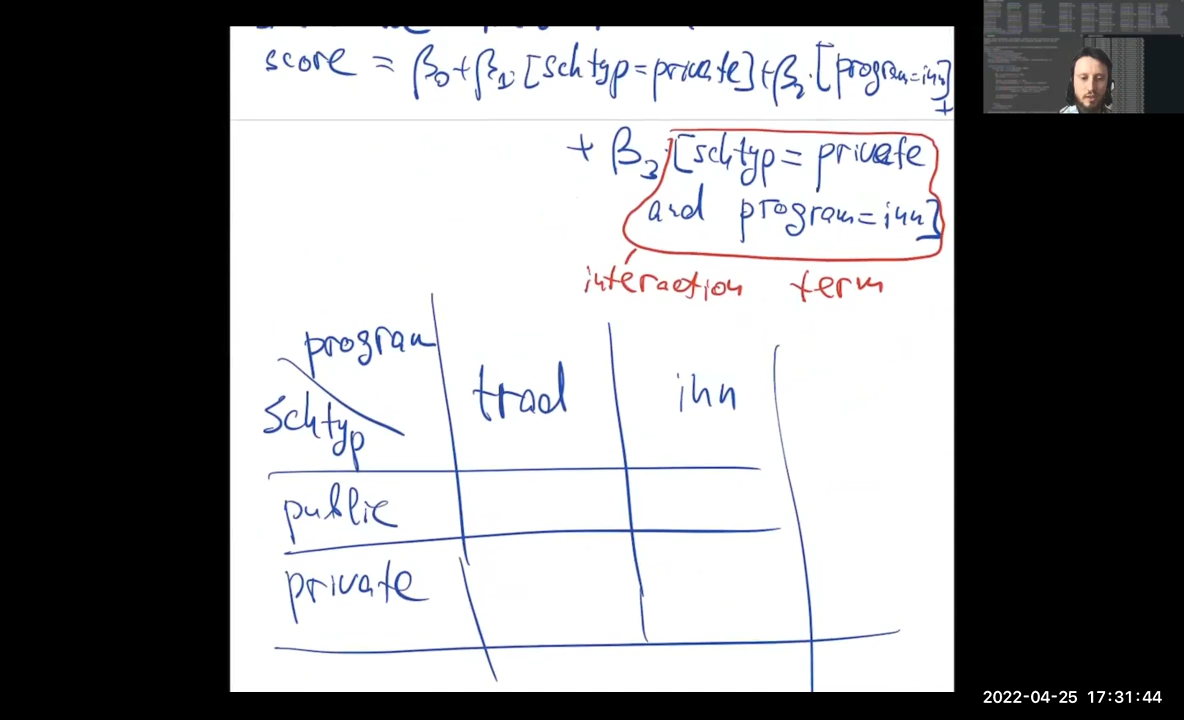 score = β₀+β₁·[schtyp=private]+β₂·[program=inn]
+
+ β₃[schtyp = private
and program=inn]
interaction term
program
schtyp
trad
inn
public
private
2022-04-25 17:31:44